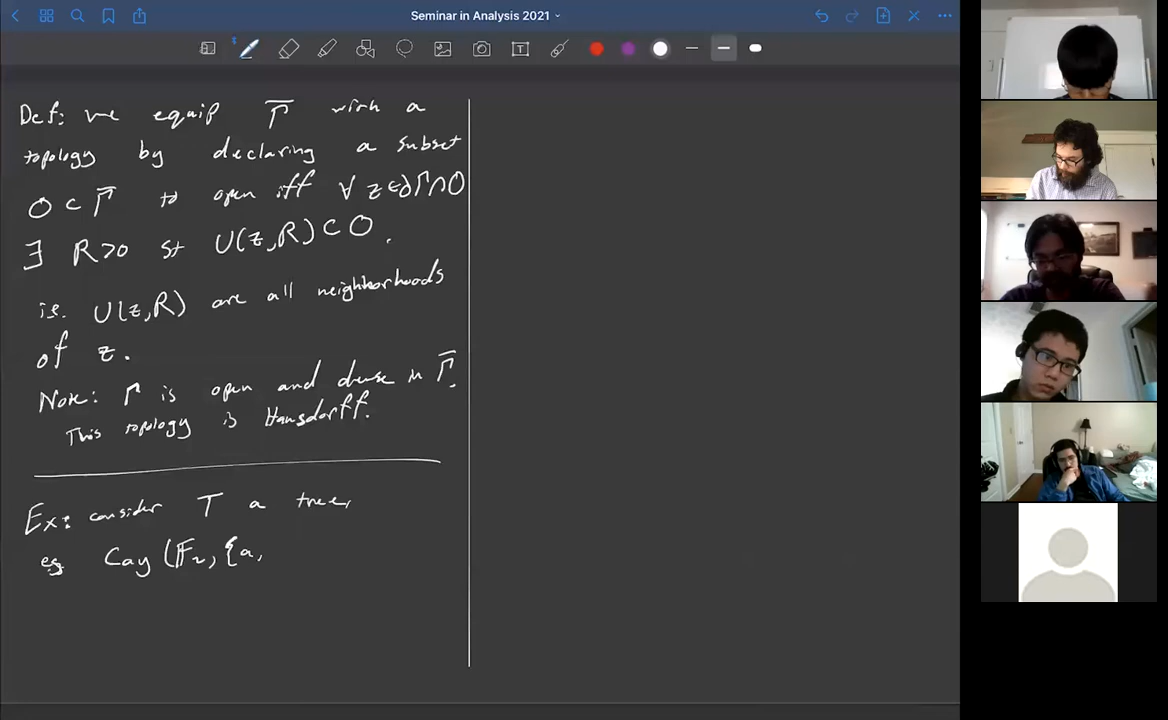 Seminar in Analysis 2021
Def: we equip Γ̅ with a
topology by declaring a subset
O ⊂ Γ̅ to open iff ∀ z ∈ ∂Γ ∩ O
∃ R > 0 st U(z, R) ⊂ O.
i.e. U(z, R) are all neighborhoods
of z.
Note: Γ is open and dense in Γ̅.
This topology is Hausdorff.
Ex: consider T a tree,
eg Cay (𝔽₂, {a,